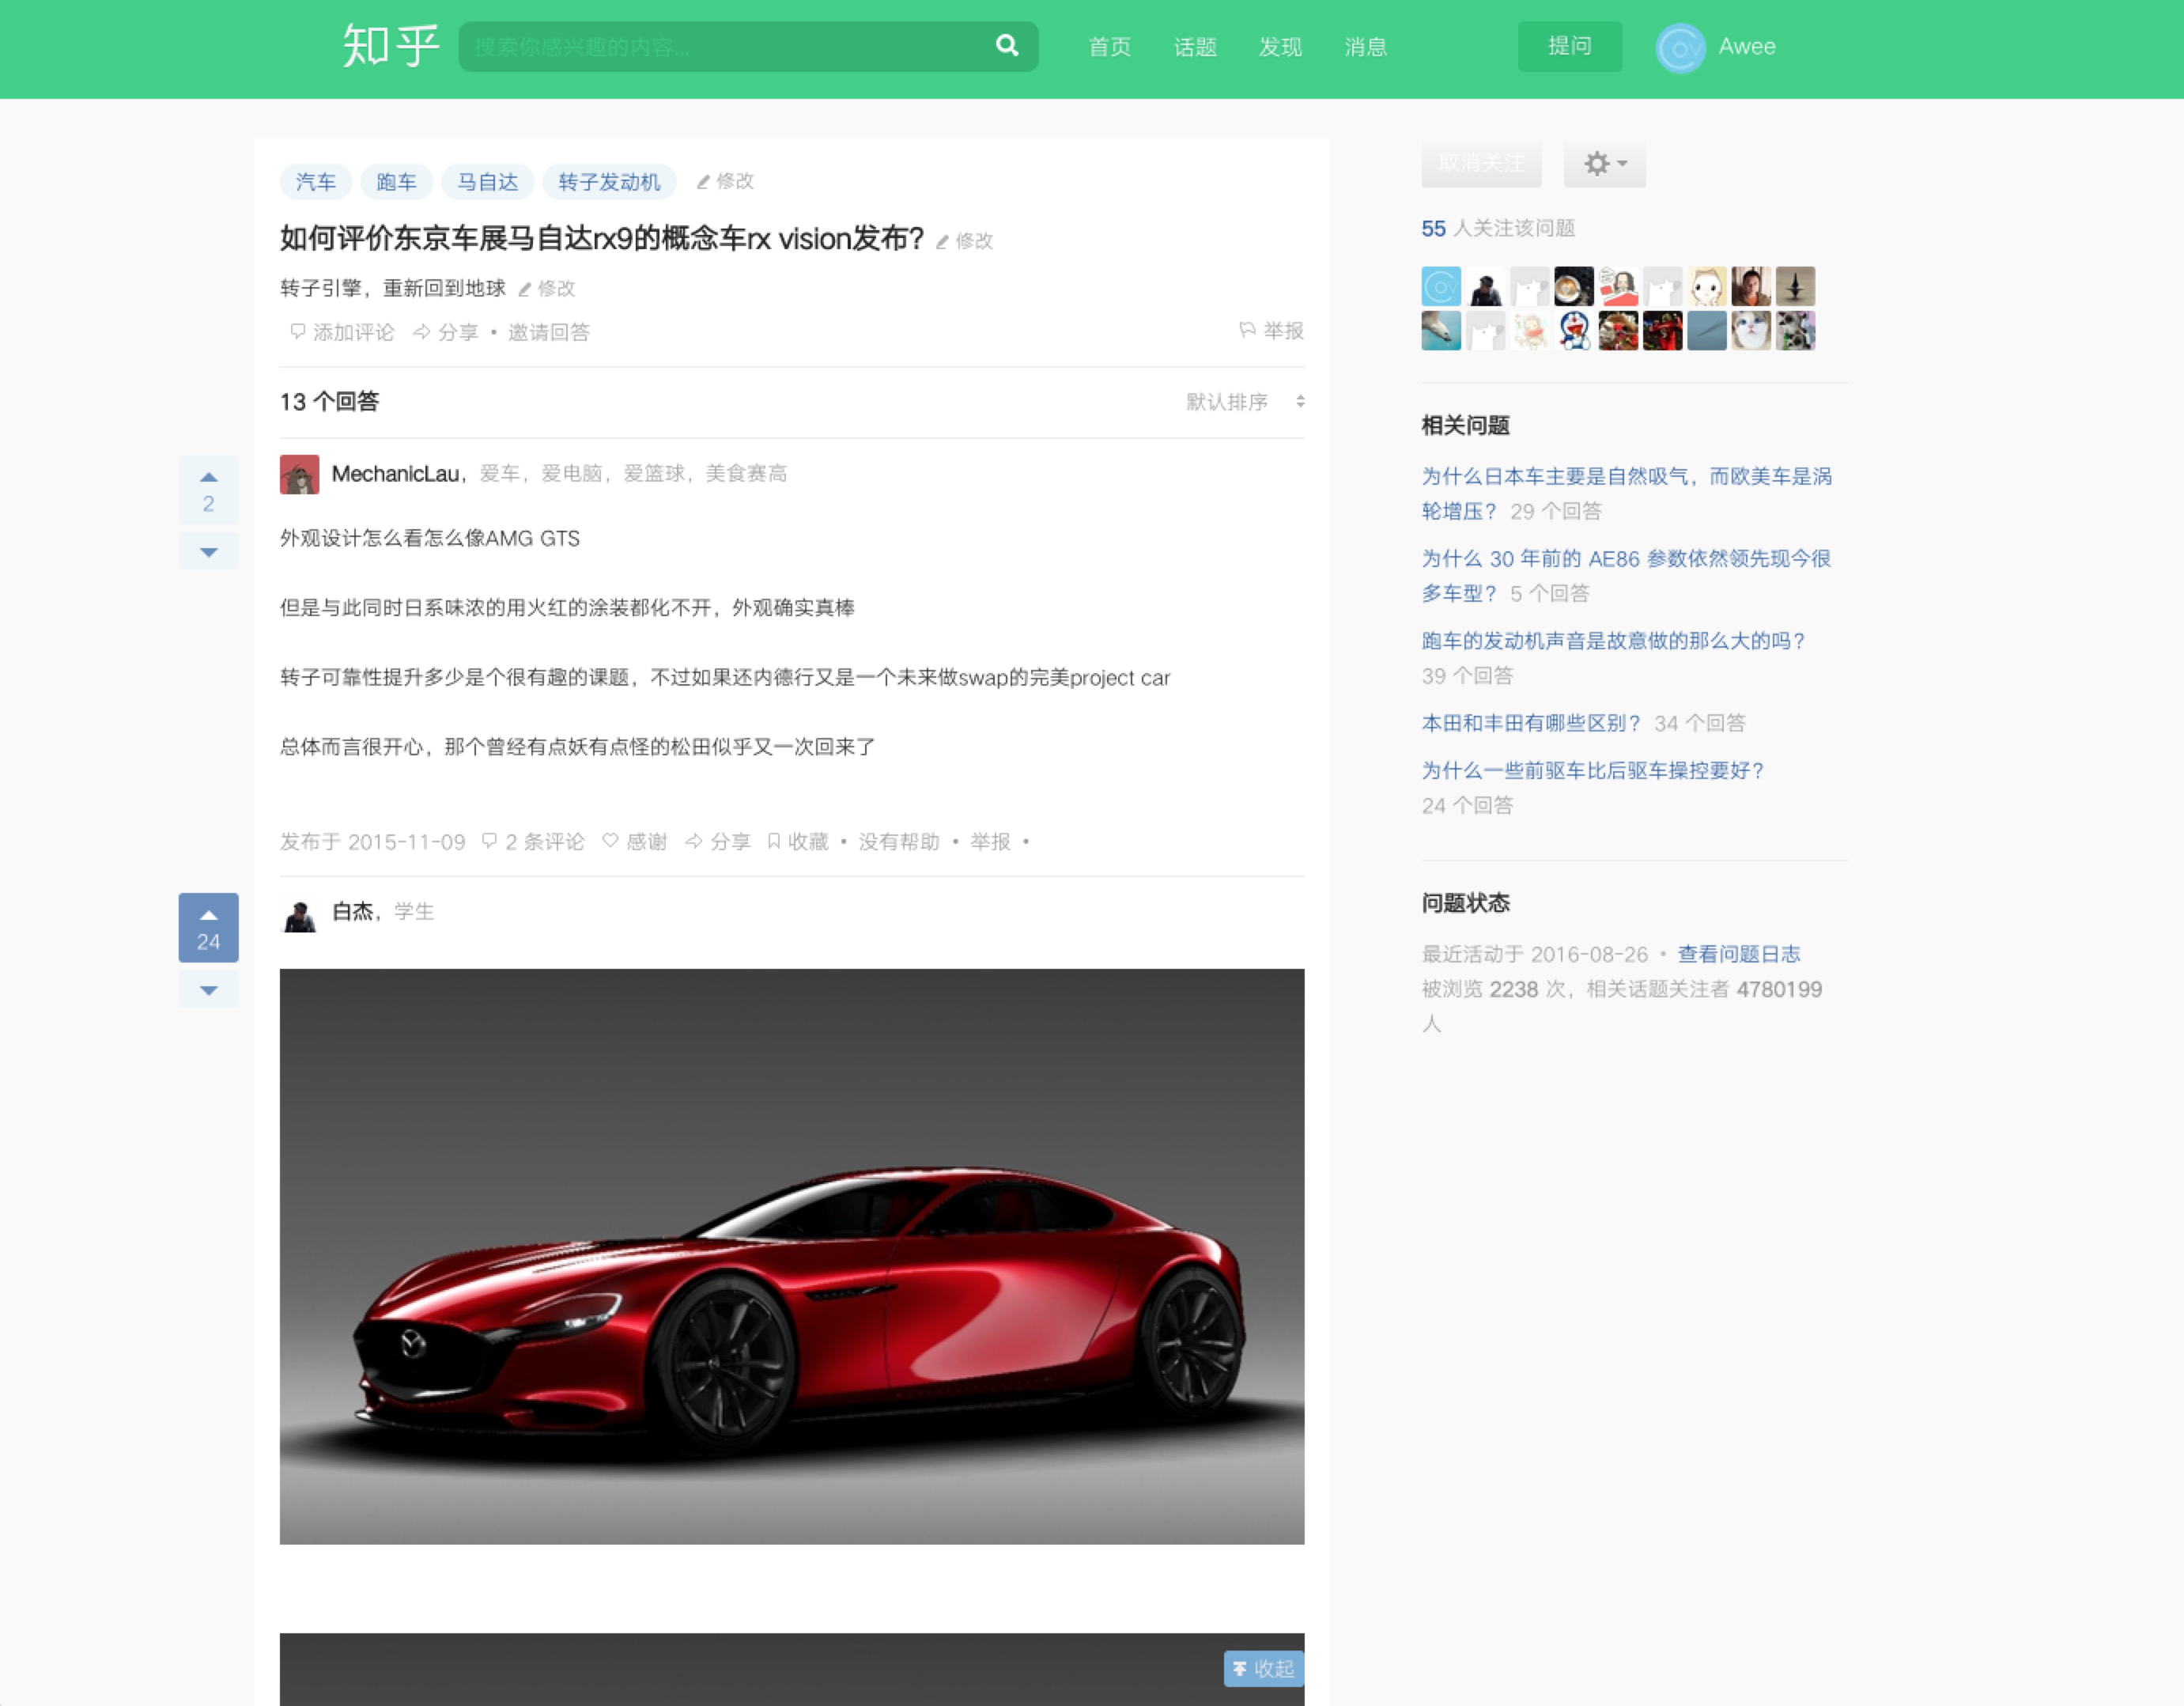 知乎
搜索你感兴趣的内容...
首页 话题 发现 消息
提问
Awee
汽车 跑车 马自达 转子发动机 修改
如何评价东京车展马自达rx9的概念车rx vision发布? 修改
转子引擎，重新回到地球 修改
添加评论 分享 • 邀请回答
举报
13 个回答
默认排序
2
MechanicLau，爱车，爱电脑，爱篮球，美食赛高
外观设计怎么看怎么像AMG GTS
但是与此同时日系味浓的用火红的涂装都化不开，外观确实真棒
转子可靠性提升多少是个很有趣的课题，不过如果还内德行又是一个未来做swap的完美project car
总体而言很开心，那个曾经有点妖有点怪的松田似乎又一次回来了
发布于 2015-11-09 2 条评论 感谢 分享 收藏 • 没有帮助 • 举报 •
24
白杰，学生
收起
取消关注
55 人关注该问题
相关问题
为什么日本车主要是自然吸气，而欧美车是涡
轮增压？ 29 个回答
为什么 30 年前的 AE86 参数依然领先现今很
多车型？ 5 个回答
跑车的发动机声音是故意做的那么大的吗？
39 个回答
本田和丰田有哪些区别？ 34 个回答
为什么一些前驱车比后驱车操控要好？
24 个回答
问题状态
最近活动于 2016-08-26 • 查看问题日志
被浏览 2238 次，相关话题关注者 4780199
人